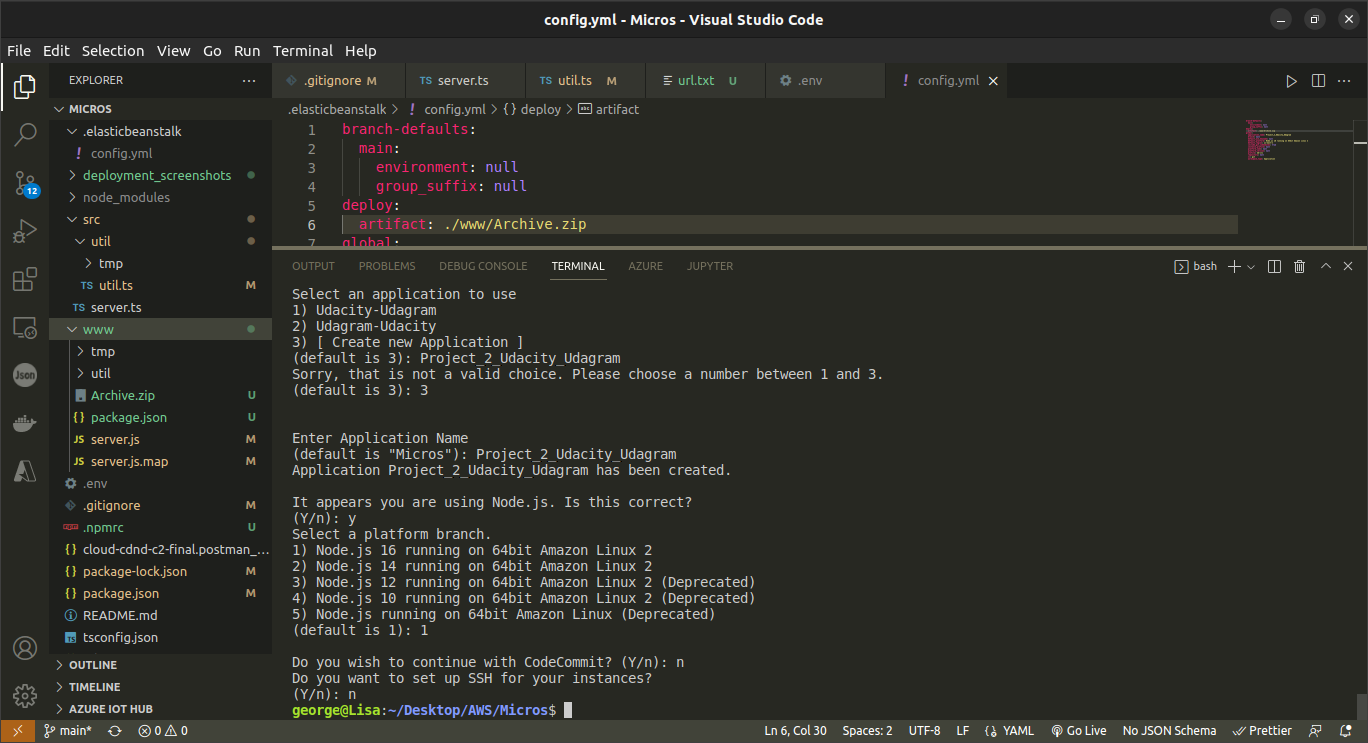 config.yml - Micros - Visual Studio Code
File Edit Selection View Go Run Terminal Help
EXPLORER
MICROS
.elasticbeanstalk
config.yml
deployment_screenshots
node_modules
src
util
tmp
TS util.ts M
TS server.ts
www
tmp
util
Archive.zip U
{} package.json U
JS server.js M
JS server.js.map M
.env
.gitignore M
.npmrc U
{} cloud-cdnd-c2-final.postman_...
{} package-lock.json M
{} package.json M
README.md
TS tsconfig.json
OUTLINE
TIMELINE
AZURE IOT HUB
12
Json
.gitignore M TS server.ts TS util.ts M url.txt U .env ! config.yml
.elasticbeanstalk > ! config.yml > {} deploy > abc artifact
1 branch-defaults:
2 main:
3 environment: null
4 group_suffix: null
5 deploy:
6 artifact: ./www/Archive.zip
7 global:
OUTPUT PROBLEMS DEBUG CONSOLE TERMINAL AZURE JUPYTER bash
Select an application to use
1) Udacity-Udagram
2) Udagram-Udacity
3) [ Create new Application ]
(default is 3): Project_2_Udacity_Udagram
Sorry, that is not a valid choice. Please choose a number between 1 and 3.
(default is 3): 3
Enter Application Name
(default is "Micros"): Project_2_Udacity_Udagram
Application Project_2_Udacity_Udagram has been created.
It appears you are using Node.js. Is this correct?
(Y/n): y
Select a platform branch.
1) Node.js 16 running on 64bit Amazon Linux 2
2) Node.js 14 running on 64bit Amazon Linux 2
3) Node.js 12 running on 64bit Amazon Linux 2 (Deprecated)
4) Node.js 10 running on 64bit Amazon Linux 2 (Deprecated)
5) Node.js running on 64bit Amazon Linux (Deprecated)
(default is 1): 1
Do you wish to continue with CodeCommit? (Y/n): n
Do you want to set up SSH for your instances?
(Y/n): n
george@Lisa:~/Desktop/AWS/Micros$
main* 0 0 Ln 6, Col 30 Spaces: 2 UTF-8 LF YAML Go Live No JSON Schema Prettier